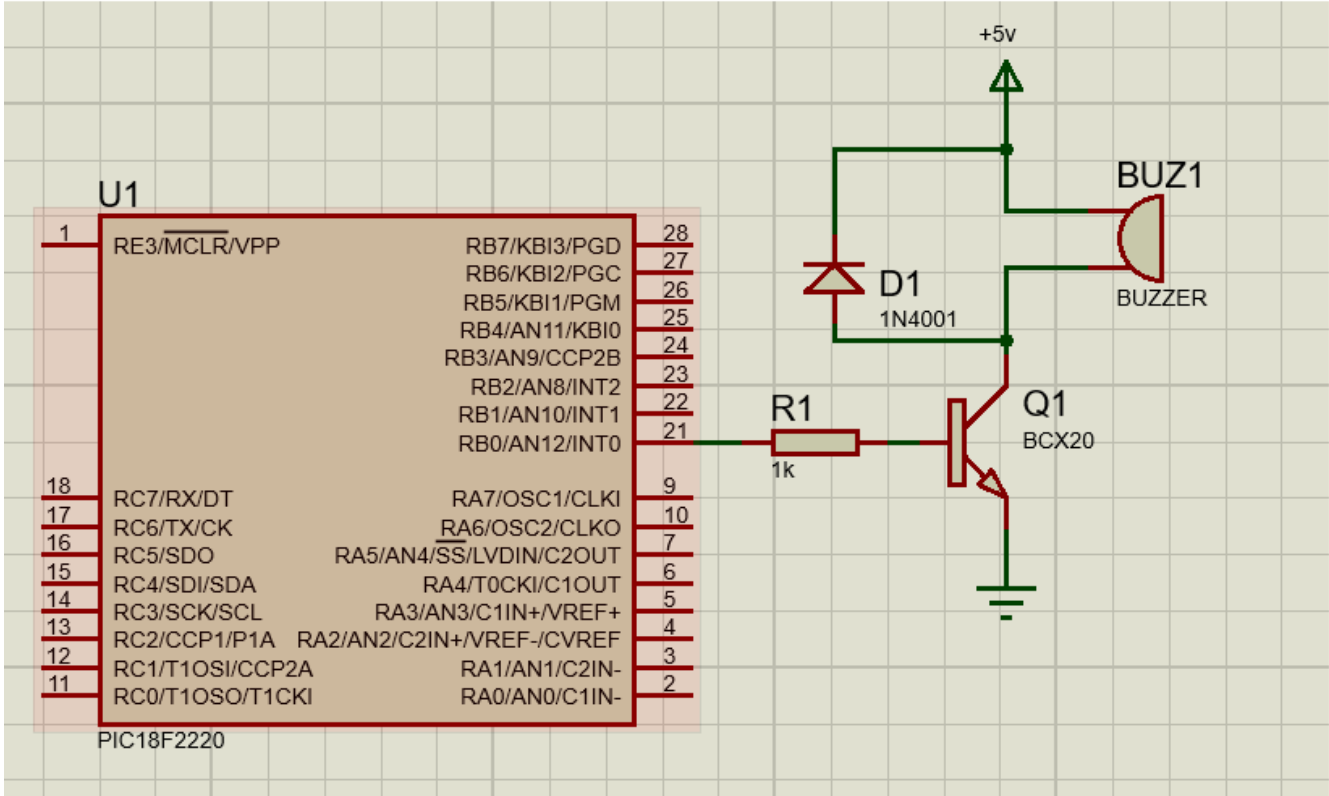 +5v
U1
BUZ1
BUZZER
1 RE3/MCLR/VPP RB7/KBI3/PGD 28
RB6/KBI2/PGC 27
RB5/KBI1/PGM 26
RB4/AN11/KBI0 25
RB3/AN9/CCP2B 24
RB2/AN8/INT2 23
RB1/AN10/INT1 22
RB0/AN12/INT0 21
18 RC7/RX/DT RA7/OSC1/CLKI 9
17 RC6/TX/CK RA6/OSC2/CLKO 10
16 RC5/SDO RA5/AN4/SS/LVDIN/C2OUT 7
15 RC4/SDI/SDA RA4/T0CKI/C1OUT 6
14 RC3/SCK/SCL RA3/AN3/C1IN+/VREF+ 5
13 RC2/CCP1/P1A RA2/AN2/C2IN+/VREF-/CVREF 4
12 RC1/T1OSI/CCP2A RA1/AN1/C2IN- 3
11 RC0/T1OSO/T1CKI RA0/AN0/C1IN- 2
PIC18F2220
D1
1N4001
R1
1k
Q1
BCX20